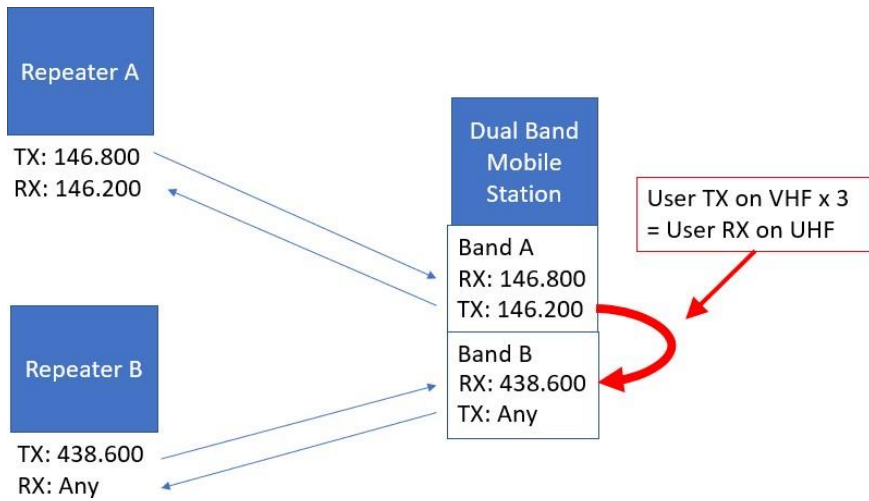 Repeater A
TX: 146.800
RX: 146.200
Dual Band
Mobile
Station
Band A
RX: 146.800
TX: 146.200
User TX on VHF x 3
= User RX on UHF
Repeater B
TX: 438.600
RX: Any
Band B
RX: 438.600
TX: Any